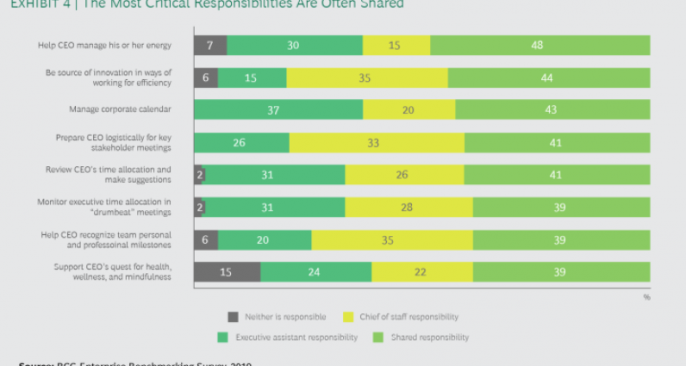 EXHIBIT 4 | The Most Critical Responsibilities Are Often Shared
Help CEO manage his or her energy
7 30 15 48
Be source of innovation in ways of
working for efficiency
6 15 35 44
Manage corporate calendar
37 20 43
Prepare CEO logistically for key
stakeholder meetings
26 33 41
Review CEO's time allocation and
make suggestions
2 31 26 41
Monitor executive time allocation in
"drumbeat" meetings
2 31 28 39
Help CEO recognize team personal
and professional milestones
6 20 35 39
Support CEO's quest for health,
wellness, and mindfulness
15 24 22 39
%
Neither is responsible Chief of staff responsibility
Executive assistant responsibility Shared responsibility
Source: BCG Enterprise Benchmarking Survey, 2019